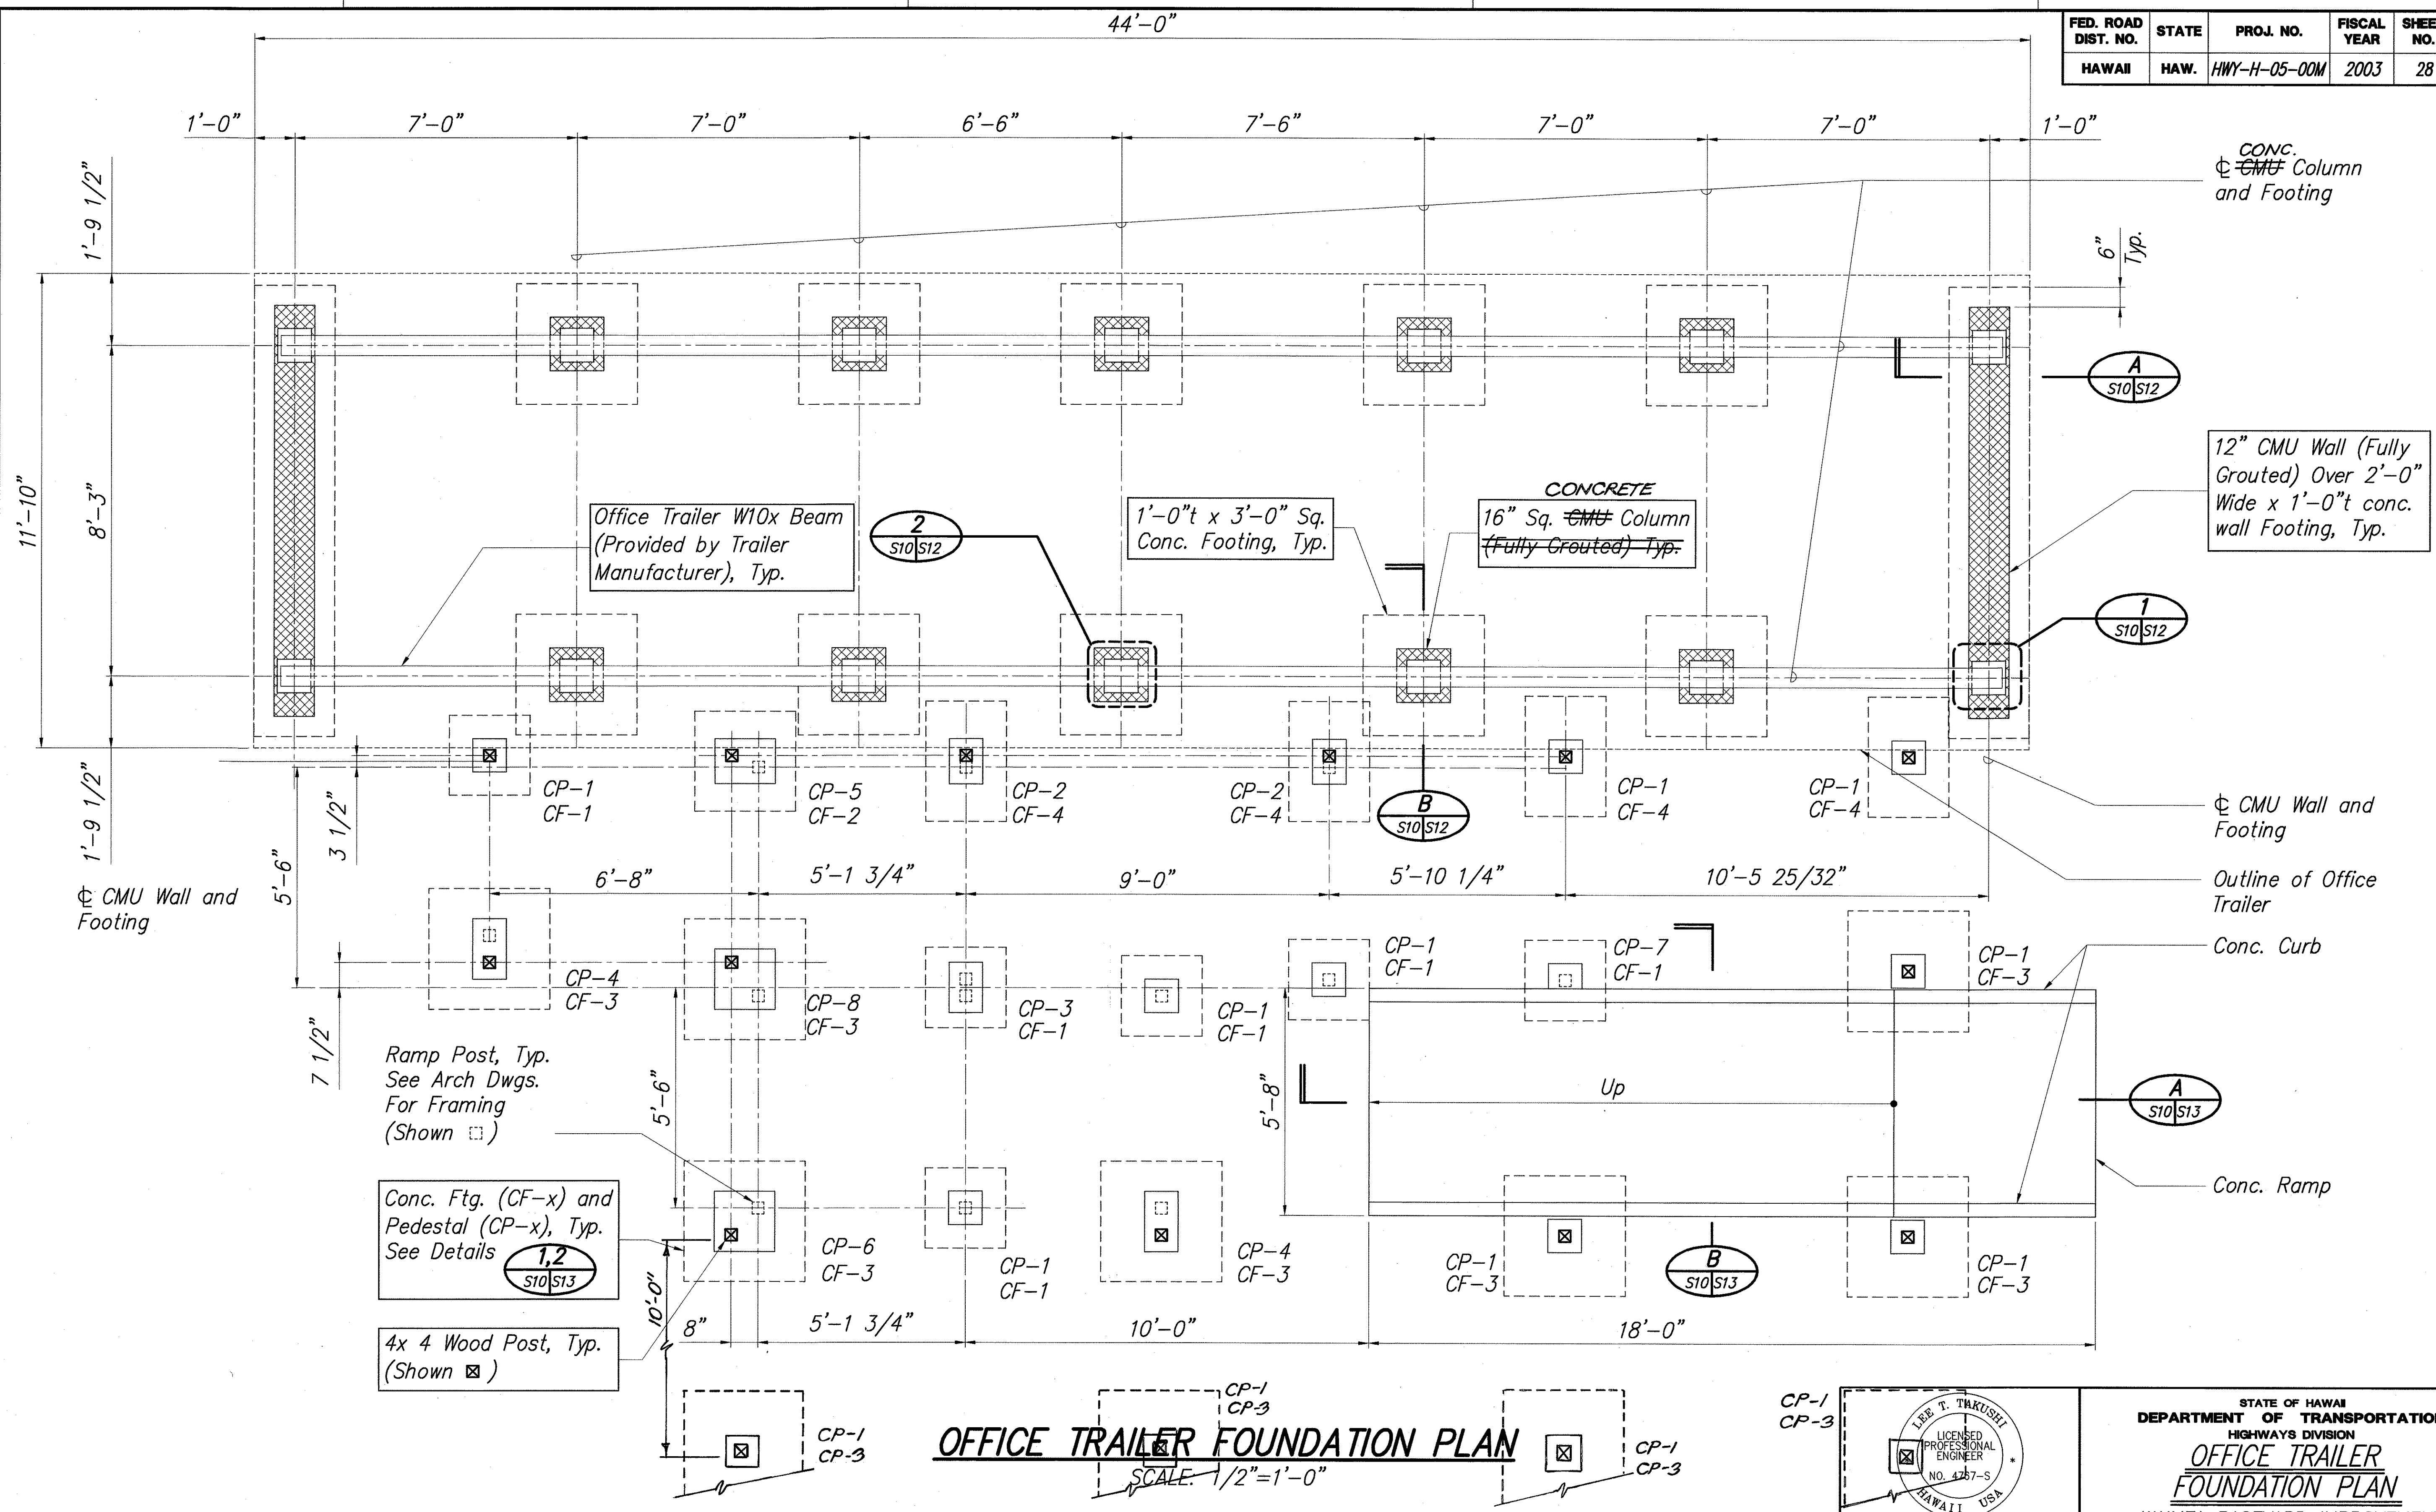 44'-0"
FED. ROAD DIST. NO.
STATE
PROJ. NO.
FISCAL YEAR
HAWAII
HAW.
HWY-H-05-00M
2003
28
1'-0"
7'-0"
7'-0"
6'-6"
7'-6"
7'-0"
7'-0"
1'-0"
CONC.
℄ CMU Column
and Footing
1'-9 1/2"
6"
Typ.
11'-10"
8'-3"
A
S10 S12
12" CMU Wall (Fully
Grouted) Over 2'-0"
Wide x 1'-0"t conc.
wall Footing, Typ.
Office Trailer W10x Beam
(Provided by Trailer
Manufacturer), Typ.
2
S10 S12
1'-0"t x 3'-0" Sq.
Conc. Footing, Typ.
CONCRETE
16" Sq. CMU Column
(Fully Grouted) Typ.
1
S10 S12
1'-9 1/2"
3 1/2"
5'-6"
CP-1
CF-1
CP-5
CF-2
CP-2
CF-4
CP-2
CF-4
B
S10 S12
CP-1
CF-4
CP-1
CF-4
℄ CMU Wall and
Footing
6'-8"
5'-1 3/4"
9'-0"
5'-10 1/4"
10'-5 25/32"
℄ CMU Wall and
Footing
Outline of Office
Trailer
Conc. Curb
CP-4
CF-3
CP-8
CF-3
CP-3
CF-1
CP-1
CF-1
CP-1
CF-1
CP-7
CF-1
CP-1
CF-3
7 1/2"
Ramp Post, Typ.
See Arch Dwgs.
For Framing
(Shown )
5'-6"
5'-8"
Up
A
S10 S13
Conc. Ramp
Conc. Ftg. (CF-x) and
Pedestal (CP-x), Typ.
See Details
1,2
S10 S13
CP-6
CF-3
CP-1
CF-1
CP-4
CF-3
CP-1
CF-3
B
S10 S13
CP-1
CF-3
10'-0"
8"
5'-1 3/4"
10'-0"
18'-0"
4x 4 Wood Post, Typ.
(Shown )
CP-1
CP-3
CP-1
CP-3
CP-1
CP-3
CP-1
CP-3
OFFICE TRAILER FOUNDATION PLAN
SCALE: 1/2"=1'-0"
LEE T. TAKUSHI
LICENSED
PROFESSIONAL
ENGINEER
NO. 4767-S
HAWAII USA
STATE OF HAWAII
DEPARTMENT OF TRANSPORTATION
HIGHWAYS DIVISION
OFFICE TRAILER
FOUNDATION PLAN